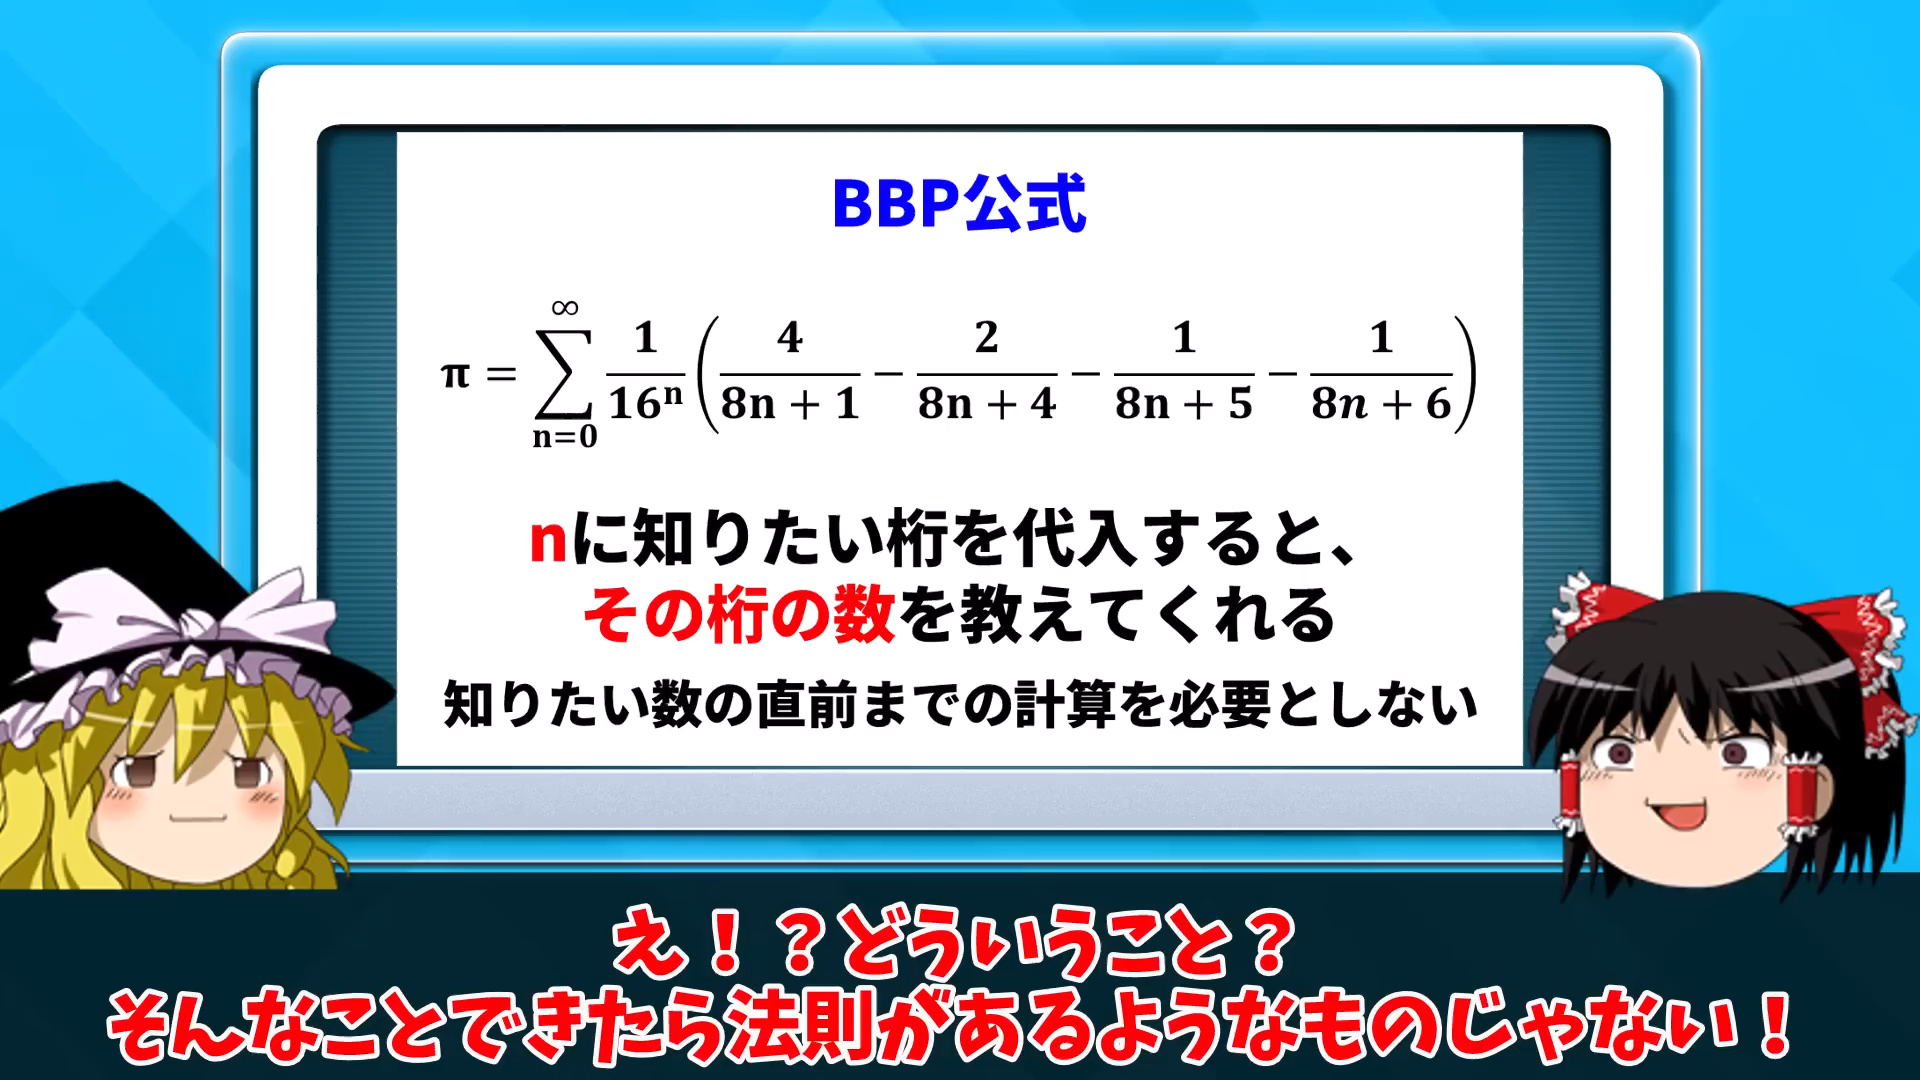 BBP公式
π = ∞∑n=0 1/16ⁿ (4/8n + 1 − 2/8n + 4 − 1/8n + 5 − 1/8n + 6)
nに知りたい桁を代入すると、
その桁の数を教えてくれる
知りたい数の直前までの計算を必要としない
え！？どういうこと？
そんなことできたら法則があるようなものじゃない！